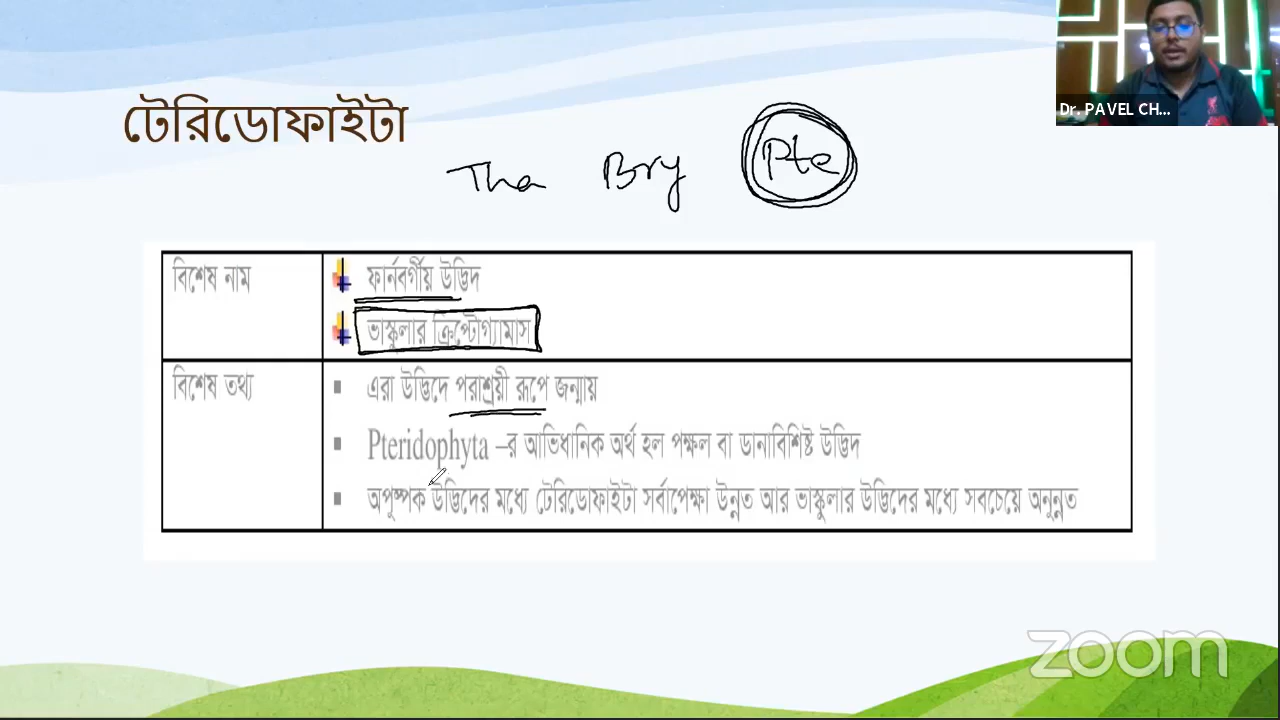 Dr. PAVEL CH...
টেরিডোফাইটা
Tha Bry Pte
বিশেষ নাম
ফার্নবর্গীয় উদ্ভিদ
ভাস্কুলার ক্রিপ্টোগ্যামাস
বিশেষ তথ্য
এরা উদ্ভিদে পরাশ্রয়ী রূপে জন্মায়
Pteridophyta –র আভিধানিক অর্থ হল পক্ষল বা ডানাবিশিষ্ট উদ্ভিদ
অপুষ্পক উদ্ভিদের মধ্যে টেরিডোফাইটা সর্বাপেক্ষা উন্নত আর ভাস্কুলার উদ্ভিদের মধ্যে সবচেয়ে অনুন্নত
zoom